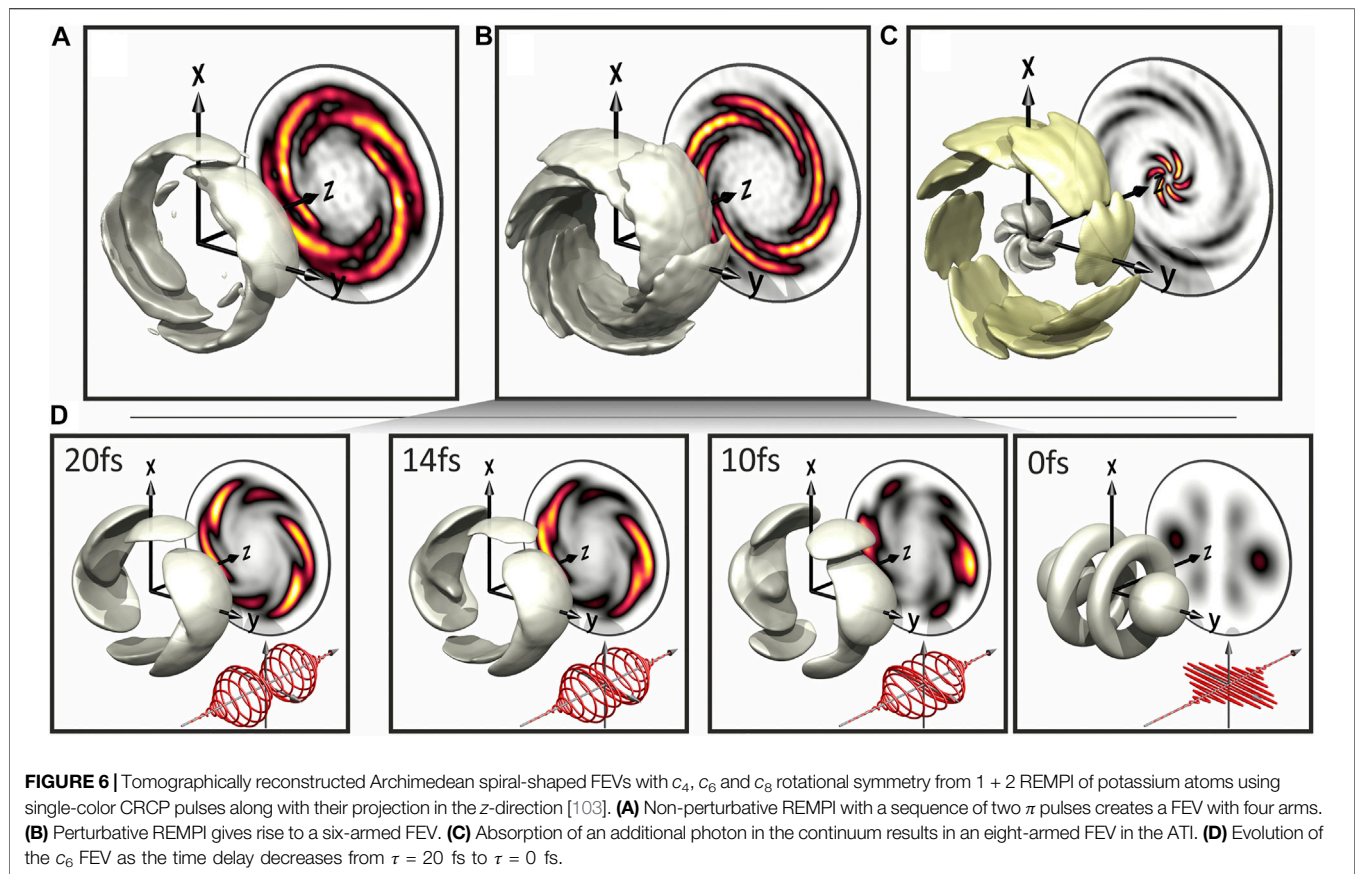 A
B
C
x
z
y
x
z
y
x
z
y
D
20fs
x
z
y
14fs
x
z
y
10fs
x
z
y
0fs
x
z
y
FIGURE 6 | Tomographically reconstructed Archimedean spiral-shaped FEVs with c4, c6 and c8 rotational symmetry from 1 + 2 REMPI of potassium atoms using
single-color CRCP pulses along with their projection in the z-direction [103]. (A) Non-perturbative REMPI with a sequence of two π pulses creates a FEV with four arms.
(B) Perturbative REMPI gives rise to a six-armed FEV. (C) Absorption of an additional photon in the continuum results in an eight-armed FEV in the ATI. (D) Evolution of
the c6 FEV as the time delay decreases from τ = 20 fs to τ = 0 fs.